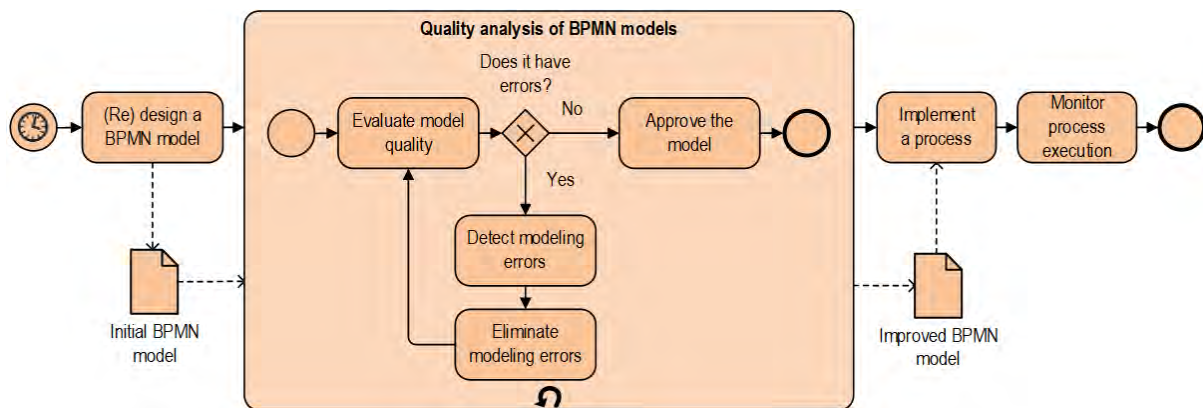 Quality analysis of BPMN models
Does it have
errors?
(Re) design a
BPMN model
Evaluate model
quality
No
Approve the
model
Implement
a process
Monitor
process
execution
Yes
Detect modeling
errors
Eliminate
modeling errors
Initial BPMN
model
Improved BPMN
model